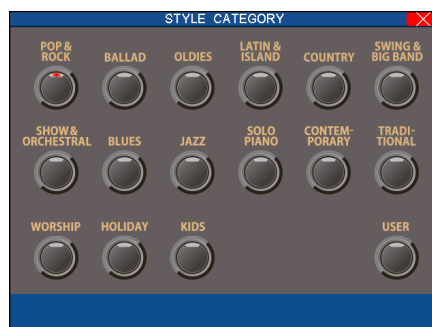 STYLE CATEGORY
POP &
ROCK
BALLAD
OLDIES
LATIN &
ISLAND
COUNTRY
SWING &
BIG BAND
SHOW &
ORCHESTRAL
BLUES
JAZZ
SOLO
PIANO
CONTEM-
PORARY
TRADI-
TIONAL
WORSHIP
HOLIDAY
KIDS
USER